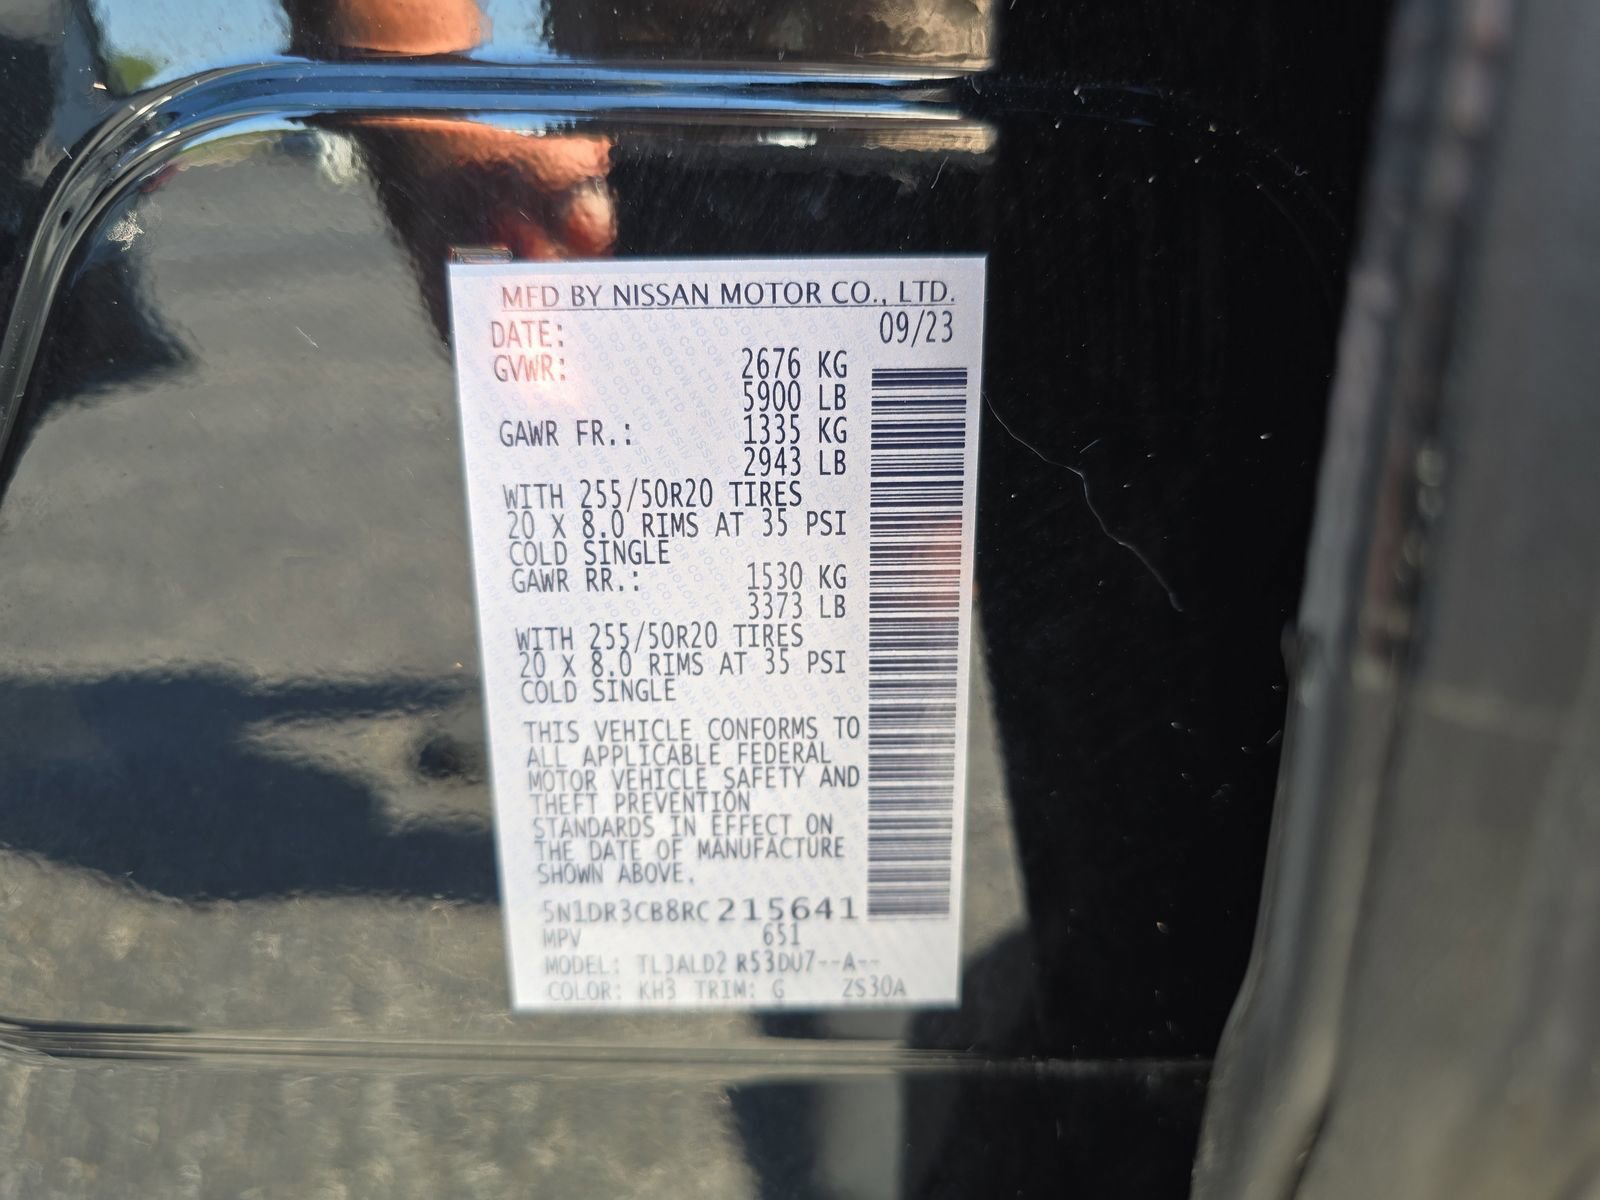 MFD BY NISSAN MOTOR CO., LTD.
DATE: 09/23
GVWR: 2676 KG
5900 LB
GAWR FR.: 1335 KG
2943 LB
WITH 255/50R20 TIRES
20 X 8.0 RIMS AT 35 PSI
COLD SINGLE
GAWR RR.: 1530 KG
3373 LB
WITH 255/50R20 TIRES
20 X 8.0 RIMS AT 35 PSI
COLD SINGLE
THIS VEHICLE CONFORMS TO
ALL APPLICABLE FEDERAL
MOTOR VEHICLE SAFETY AND
THEFT PREVENTION
STANDARDS IN EFFECT ON
THE DATE OF MANUFACTURE
SHOWN ABOVE.
5N1DR3CB8RC215641
MPV 651
MODEL: TLJALD2 R53DU7--A--
COLOR: KH3 TRIM: G ZS30A